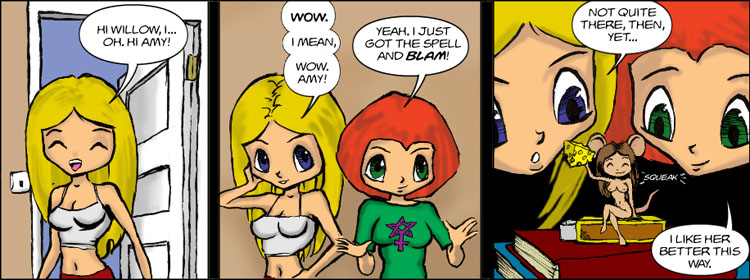 HI WILLOW, I...
OH. HI AMY!
WOW.
I MEAN,
WOW.
AMY!
YEAH. I JUST
GOT THE SPELL
AND BLAM!
NOT QUITE
THERE, THEN,
YET...
SQUEAK
I LIKE HER
BETTER THIS
WAY.